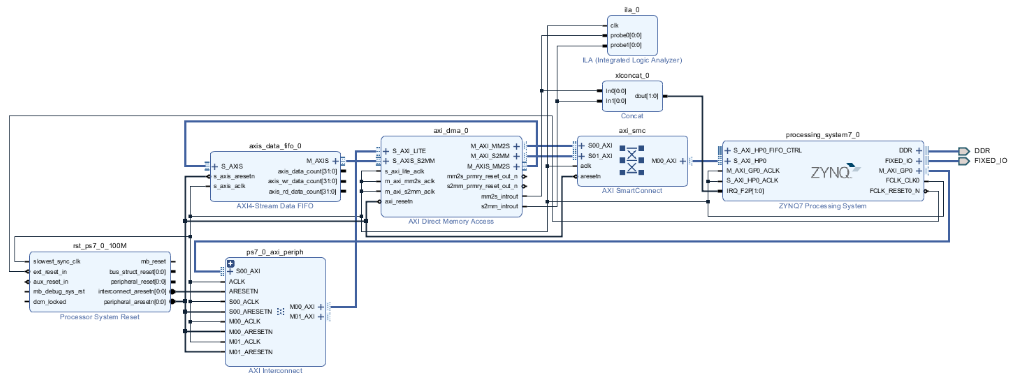 ila_0
clk
probe0[0:0]
probe1[0:0]
ILA (Integrated Logic Analyzer)
xlconcat_0
In0[0:0]
In1[0:0]
dout[1:0]
Concat
axis_data_fifo_0
S_AXIS
s_axis_aresetn
s_axis_aclk
M_AXIS
axis_data_count[31:0]
axis_wr_data_count[31:0]
axis_rd_data_count[31:0]
AXI4-Stream Data FIFO
axi_dma_0
S_AXI_LITE
S_AXIS_S2MM
s_axi_lite_aclk
m_axi_mm2s_aclk
m_axi_s2mm_aclk
axi_resetn
M_AXI_MM2S
M_AXI_S2MM
M_AXIS_MM2S
mm2s_prmry_reset_out_n
s2mm_prmry_reset_out_n
mm2s_introut
s2mm_introut
AXI Direct Memory Access
axi_smc
S00_AXI
S01_AXI
aclk
aresetn
M00_AXI
AXI SmartConnect
processing_system7_0
S_AXI_HP0_FIFO_CTRL
S_AXI_HP0
M_AXI_GP0_ACLK
S_AXI_HP0_ACLK
IRQ_F2P[1:0]
ZYNQ
DDR
FIXED_IO
M_AXI_GP0
FCLK_CLK0
FCLK_RESET0_N
ZYNQ7 Processing System
DDR
FIXED_IO
rst_ps7_0_100M
slowest_sync_clk
ext_reset_in
aux_reset_in
mb_debug_sys_rst
dcm_locked
mb_reset
bus_struct_reset[0:0]
peripheral_reset[0:0]
interconnect_aresetn[0:0]
peripheral_aresetn[0:0]
Processor System Reset
ps7_0_axi_periph
S00_AXI
ACLK
ARESETN
S00_ACLK
S00_ARESETN
M00_ACLK
M00_ARESETN
M01_ACLK
M01_ARESETN
M00_AXI
M01_AXI
AXI Interconnect